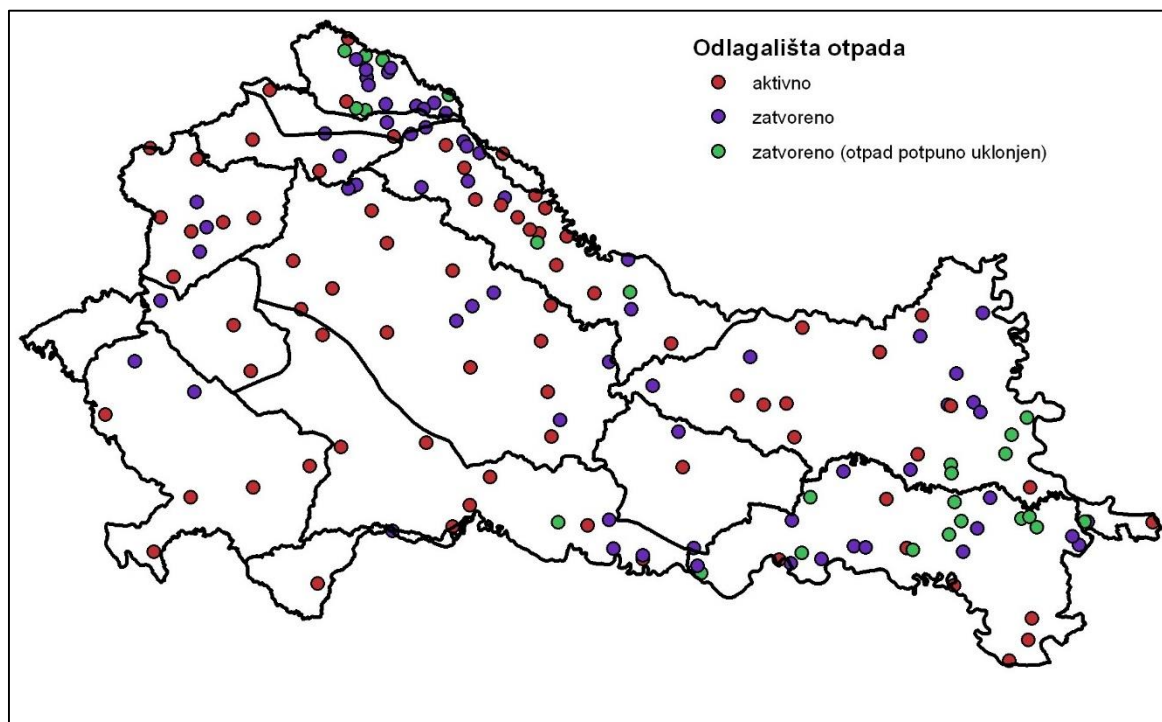 Odlagališta otpada
aktivno
zatvoreno
zatvoreno (otpad potpuno uklonjen)